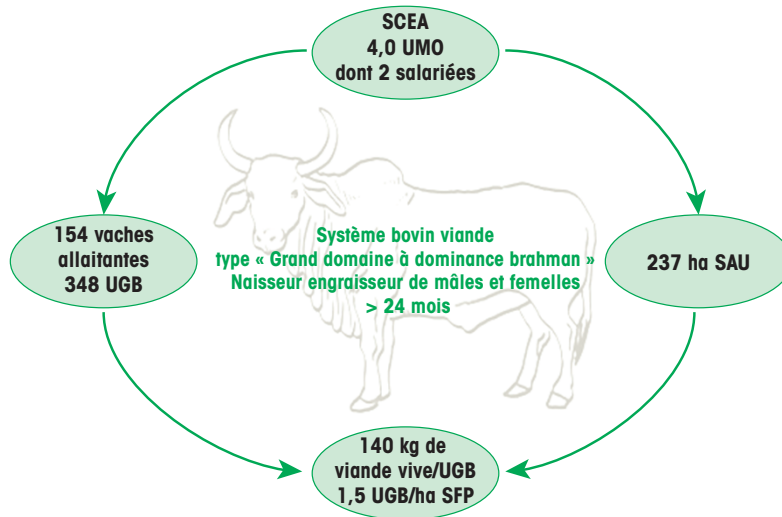 SCEA
4,0 UMO
dont 2 salariées
154 vaches
allaitantes
348 UGB
Système bovin viande
type « Grand domaine à dominance brahman »
Naisseur engraisseur de mâles et femelles
> 24 mois
237 ha SAU
140 kg de
viande vive/UGB
1,5 UGB/ha SFP